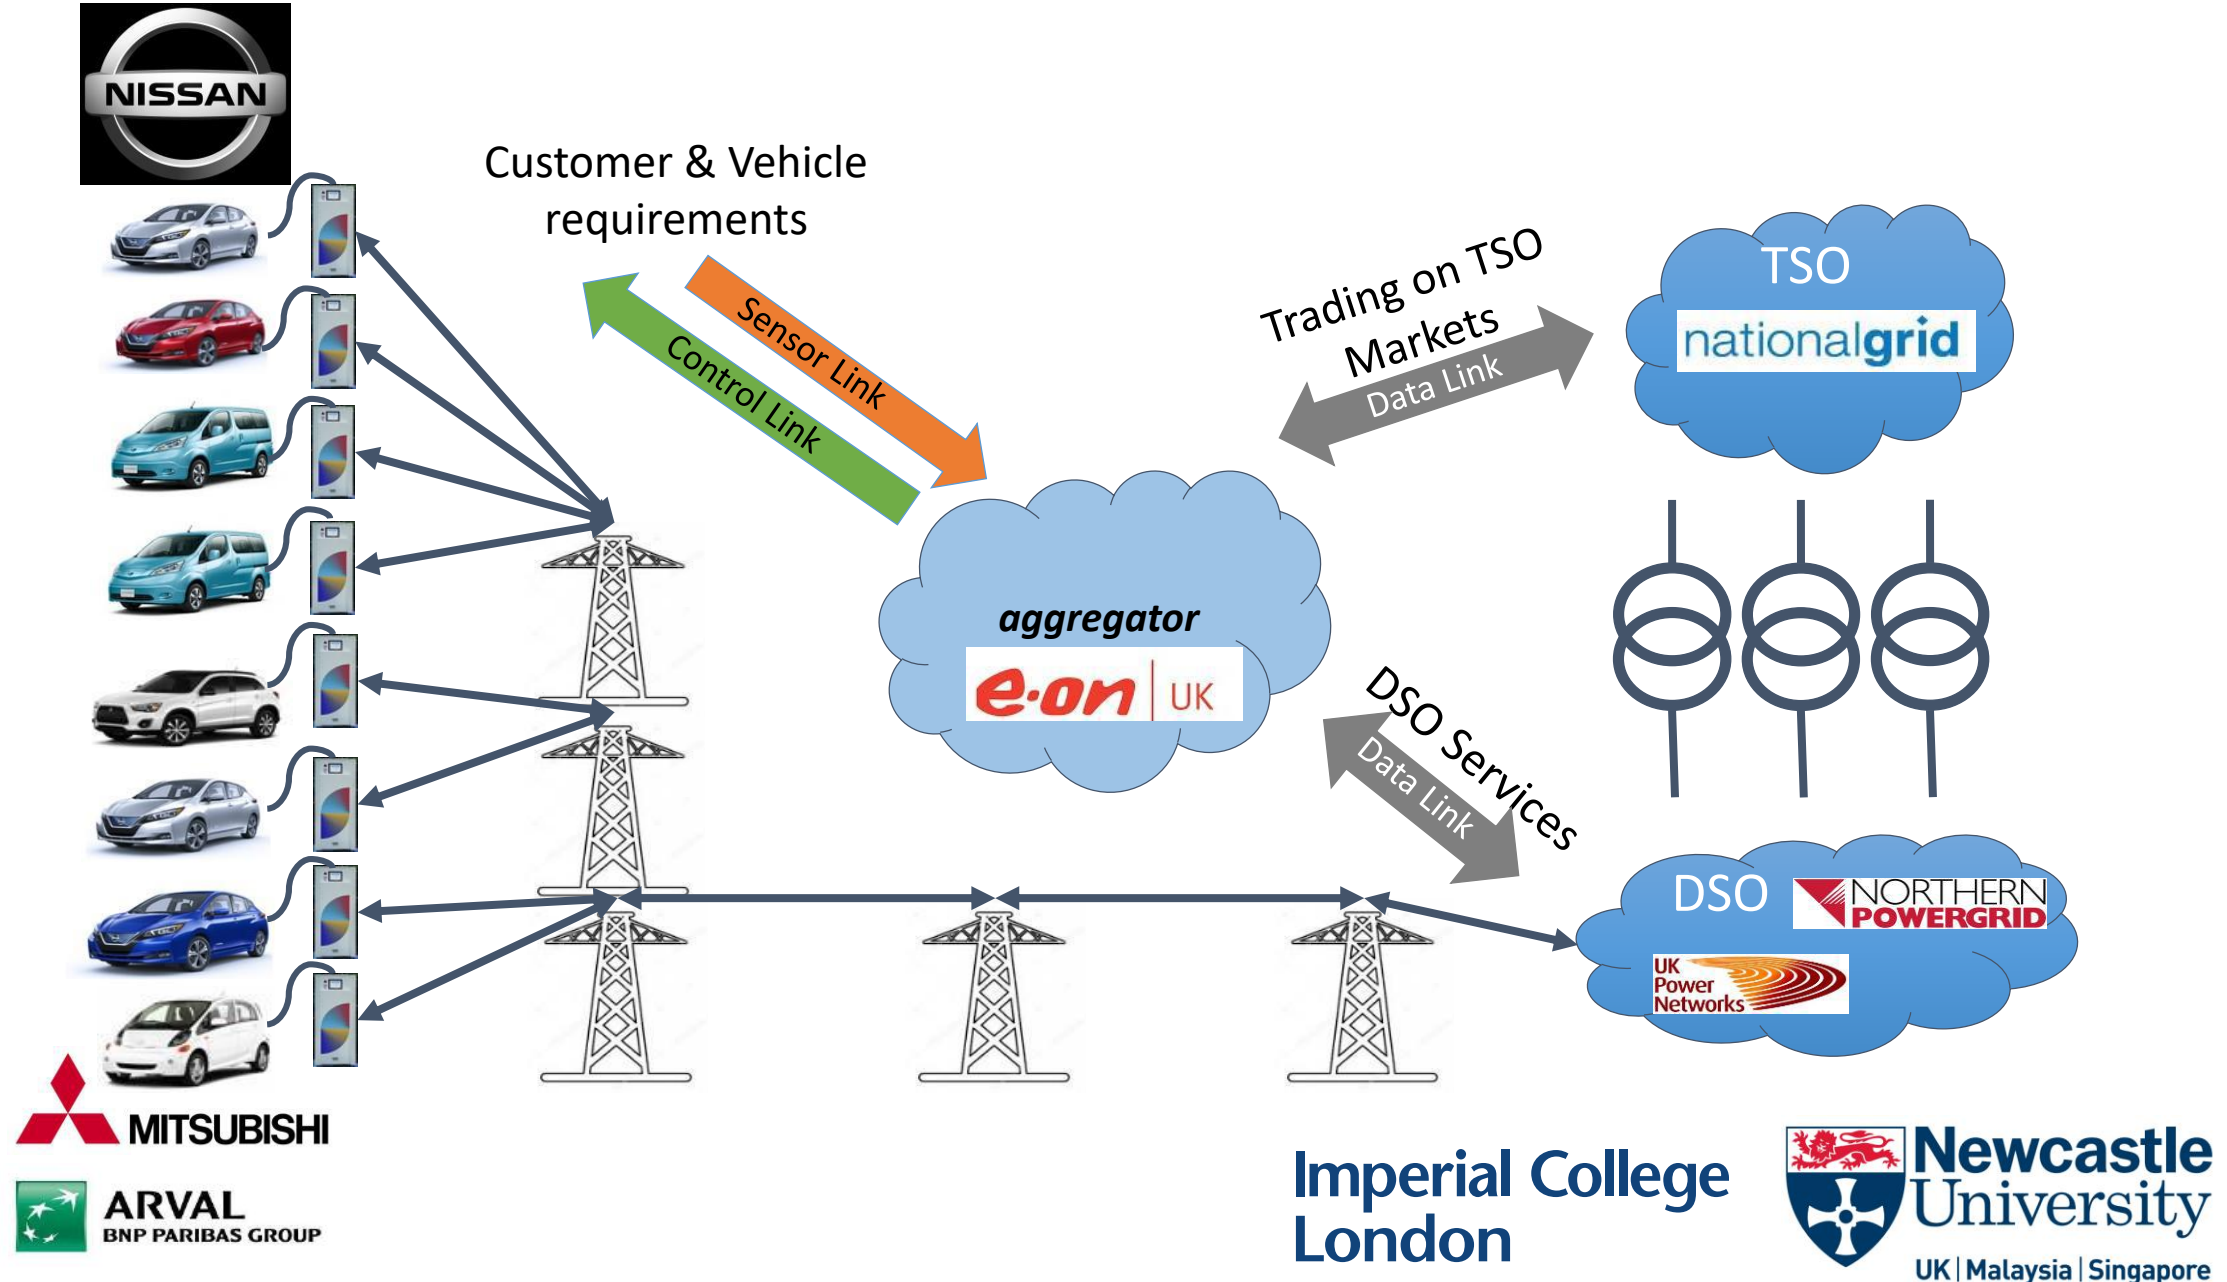 NISSAN
Customer & Vehicle
requirements
Sensor Link
Control Link
Trading on TSO
Markets
Data Link
TSO
nationalgrid
aggregator
e·on UK
DSO Services
Data Link
DSO
NORTHERN
POWERGRID
UK
Power
Networks
MITSUBISHI
ARVAL
BNP PARIBAS GROUP
Imperial College
London
Newcastle
University
UK | Malaysia | Singapore